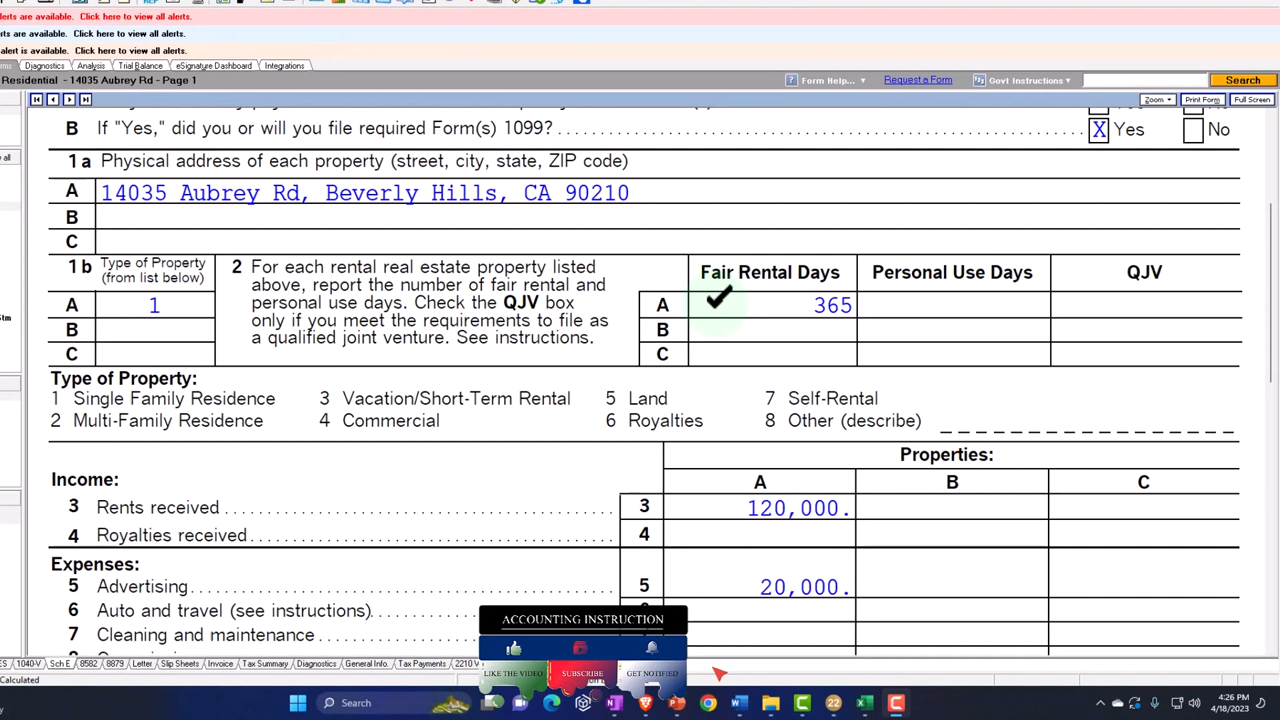 lerts are available. Click here to view all alerts.
rts are available. Click here to view all alerts.
alert is available. Click here to view all alerts.
ms Diagnostics Analysis Trial Balance eSignature Dashboard Integrations
Residential - 14035 Aubrey Rd - Page 1
Form Help... Request a Form Govt Instructions Search
Zoom Print Form Full Screen
B If "Yes," did you or will you file required Form(s) 1099? X Yes No
1a Physical address of each property (street, city, state, ZIP code)
A 14035 Aubrey Rd, Beverly Hills, CA 90210
B
C
1b Type of Property (from list below)
2 For each rental real estate property listed
above, report the number of fair rental and
personal use days. Check the QJV box
only if you meet the requirements to file as
a qualified joint venture. See instructions.
Fair Rental Days Personal Use Days QJV
A 1 A 365
B B
C C
Type of Property:
1 Single Family Residence 3 Vacation/Short-Term Rental 5 Land 7 Self-Rental
2 Multi-Family Residence 4 Commercial 6 Royalties 8 Other (describe)
Properties:
Income: A B C
3 Rents received 3 120,000.
4 Royalties received 4
Expenses:
5 Advertising 5 20,000.
6 Auto and travel (see instructions)
7 Cleaning and maintenance
ACCOUNTING INSTRUCTION
LIKE THE VIDEO SUBSCRIBE GET NOTIFIED
ES 1040-V Sch E 8582 8879 Letter Slip Sheets Invoice Tax Summary Diagnostics General Info. Tax Payments 2210
Calculated
Search
4:26 PM
4/18/2023